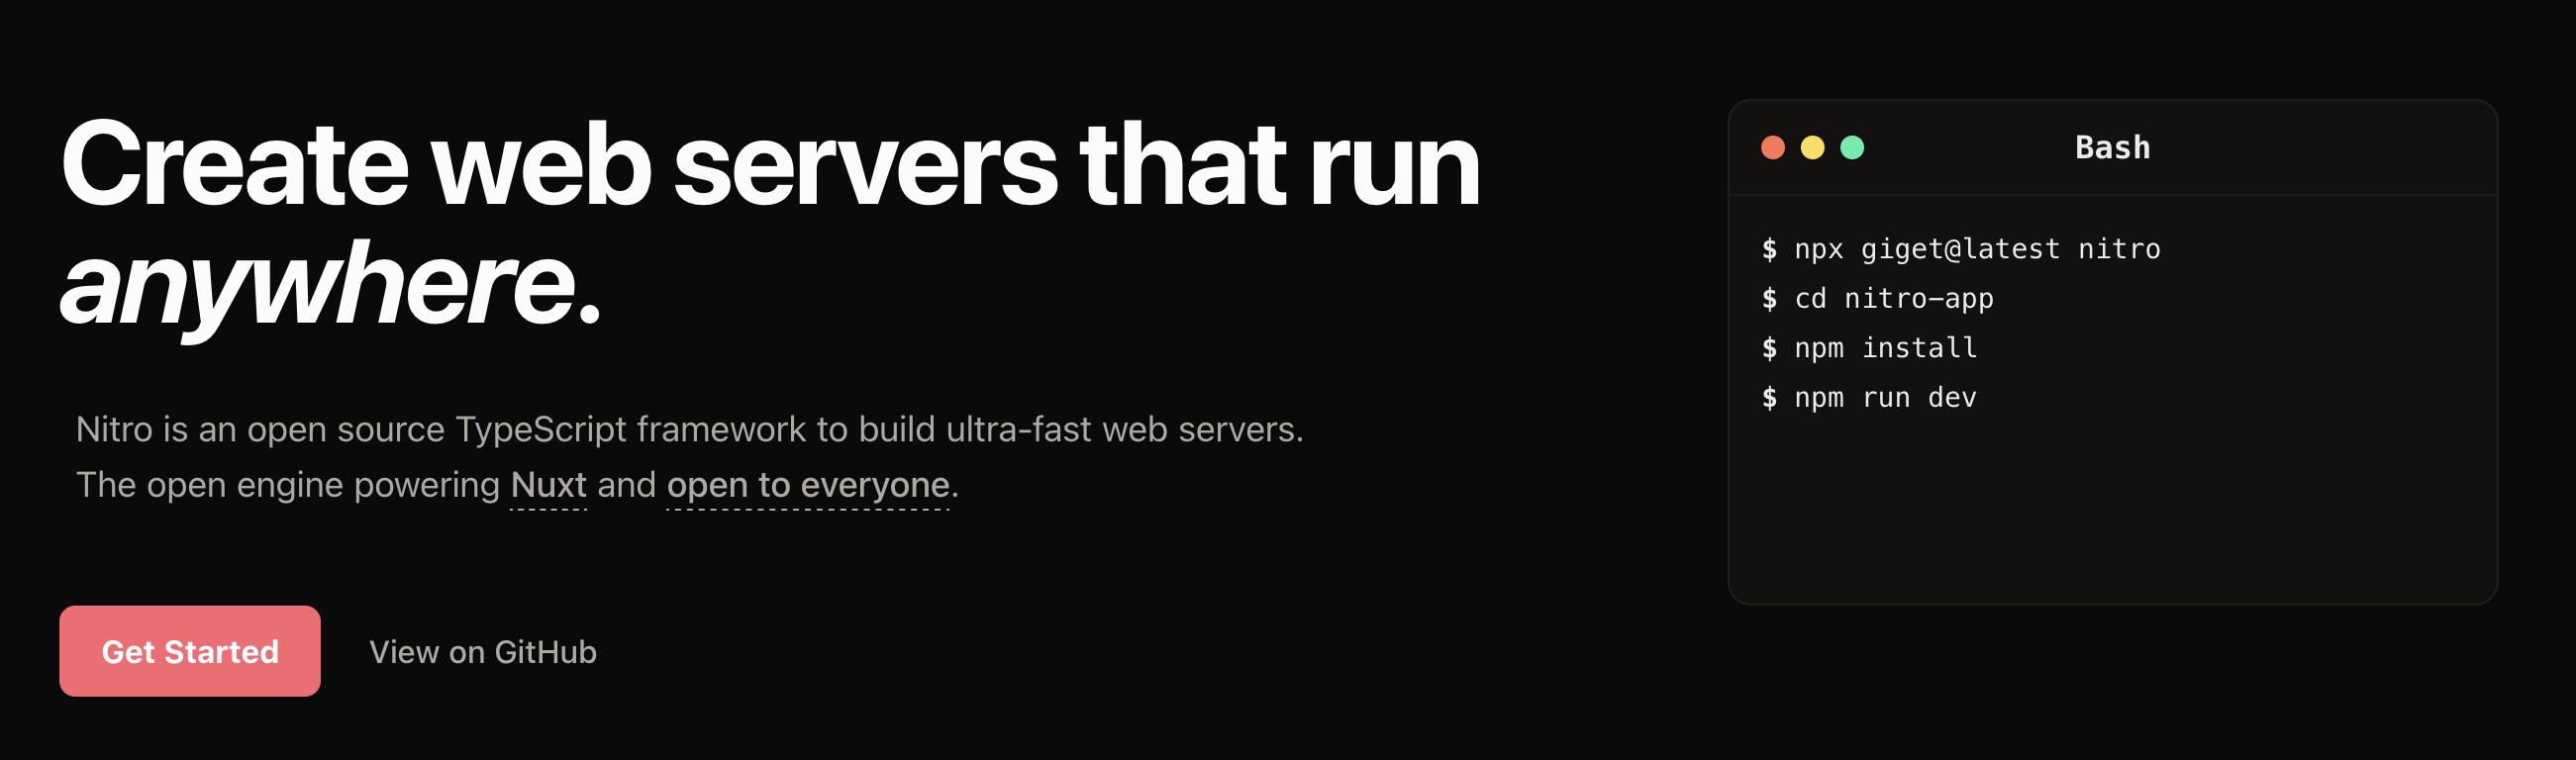 Create web servers that run
anywhere.
Nitro is an open source TypeScript framework to build ultra-fast web servers.
The open engine powering Nuxt and open to everyone.
Get Started
View on GitHub
Bash
$ npx giget@latest nitro
$ cd nitro-app
$ npm install
$ npm run dev